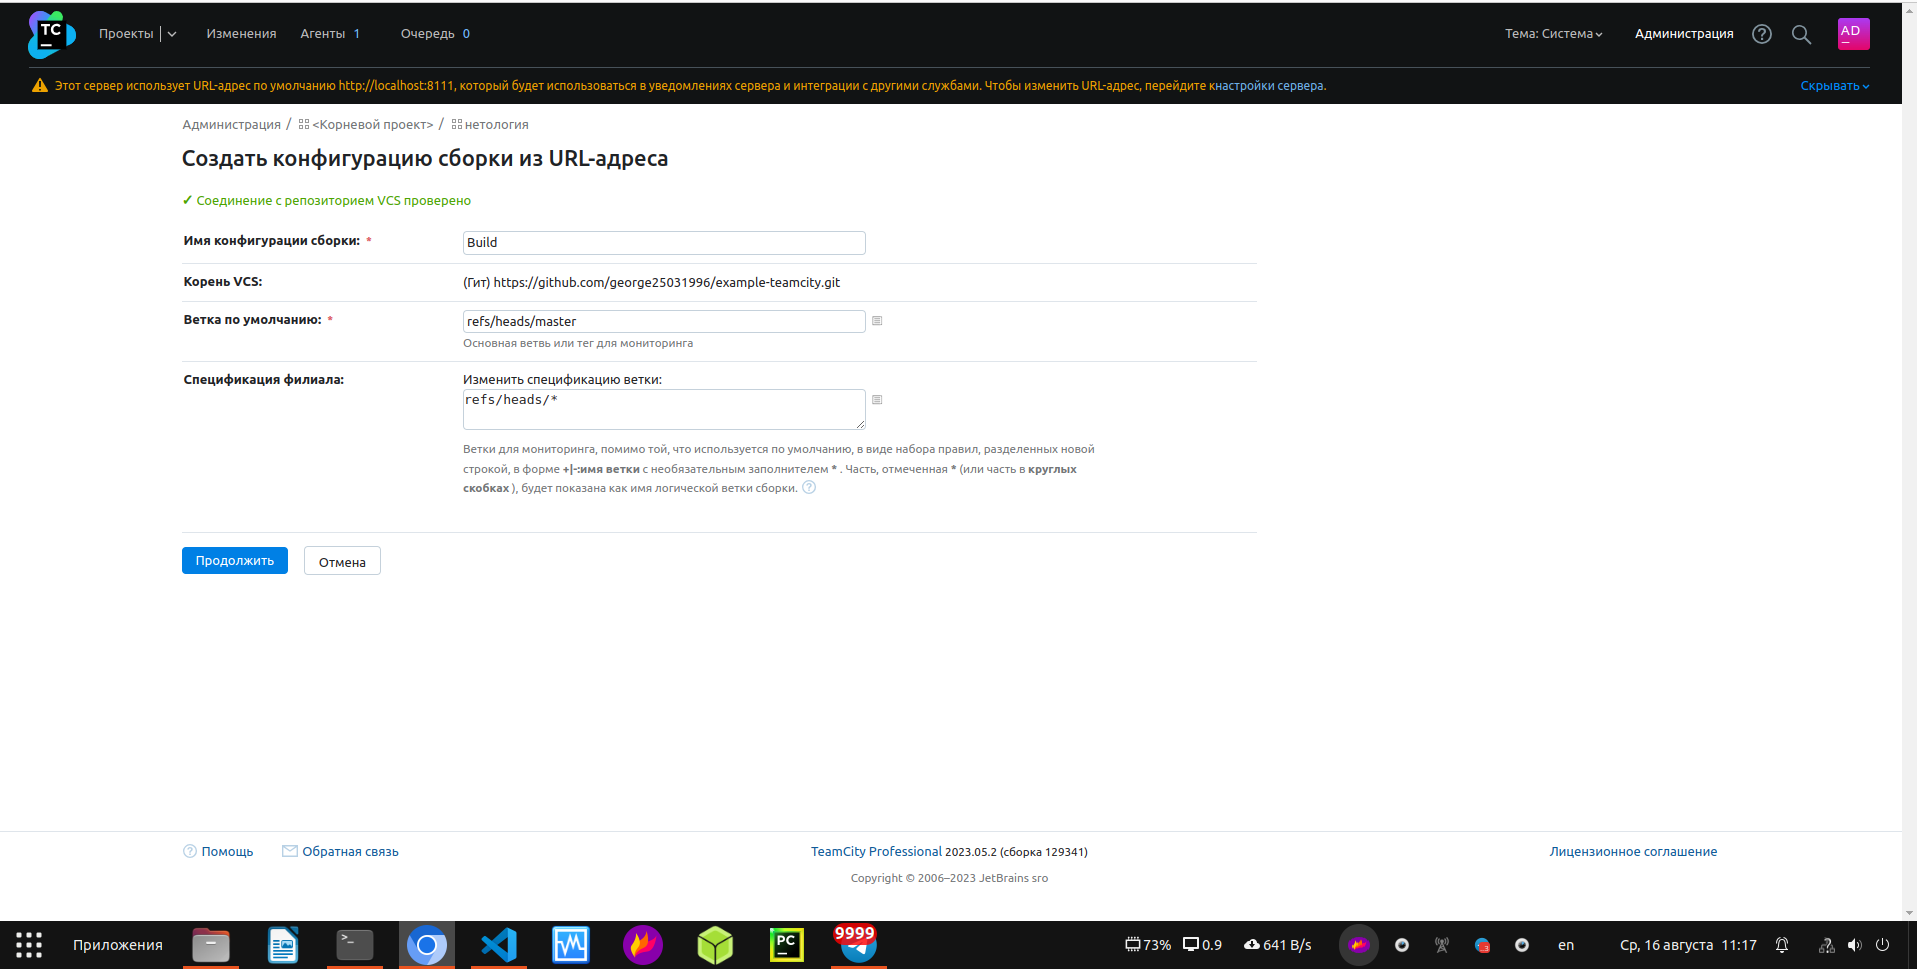 TC
Проекты
Изменения
Агенты 1
Очередь 0
Тема: Система
Администрация
AD
Этот сервер использует URL-адрес по умолчанию http://localhost:8111, который будет использоваться в уведомлениях сервера и интеграции с другими службами. Чтобы изменить URL-адрес, перейдите кнастройки сервера.
Скрывать
Администрация / <Корневой проект> / нетология
Создать конфигурацию сборки из URL-адреса
✓ Соединение с репозиторием VCS проверено
Имя конфигурации сборки: *
Build
Корень VCS:
(Гит) https://github.com/george25031996/example-teamcity.git
Ветка по умолчанию: *
refs/heads/master
Основная ветвь или тег для мониторинга
Спецификация филиала:
Изменить спецификацию ветки:
refs/heads/*
Ветки для мониторинга, помимо той, что используется по умолчанию, в виде набора правил, разделенных новой
строкой, в форме +|-:имя ветки с необязательным заполнителем * . Часть, отмеченная * (или часть в круглых
скобках ), будет показана как имя логической ветки сборки.
Продолжить
Отмена
Помощь
Обратная связь
TeamCity Professional 2023.05.2 (сборка 129341)
Лицензионное соглашение
Copyright © 2006–2023 JetBrains sro
Приложения
PC
9999
73%
0.9
641 B/s
3
en
Ср, 16 августа 11:17